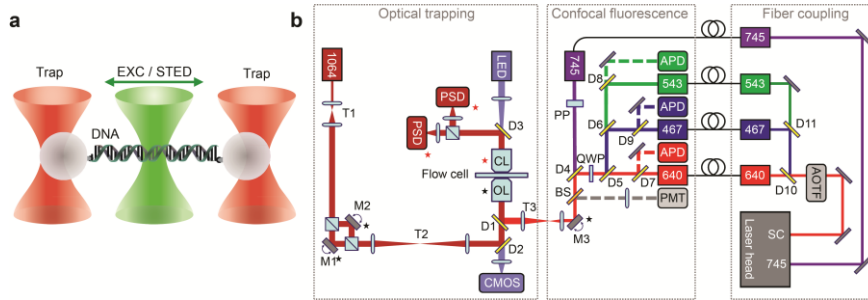 a
Trap
EXC / STED
Trap
DNA
b
Optical trapping
Confocal fluorescence
Fiber coupling
1064
LED
745
745
T1
PSD
PSD
D3
D8
APD
543
543
PP
APD
D6
D9
467
467
D11
CL
Flow cell
OL
D4
QWP
APD
D5
D7
640
640
D10
AOTF
BS
PMT
M2
M1
T2
D1
T3
M3
D2
CMOS
Laser head
SC
745